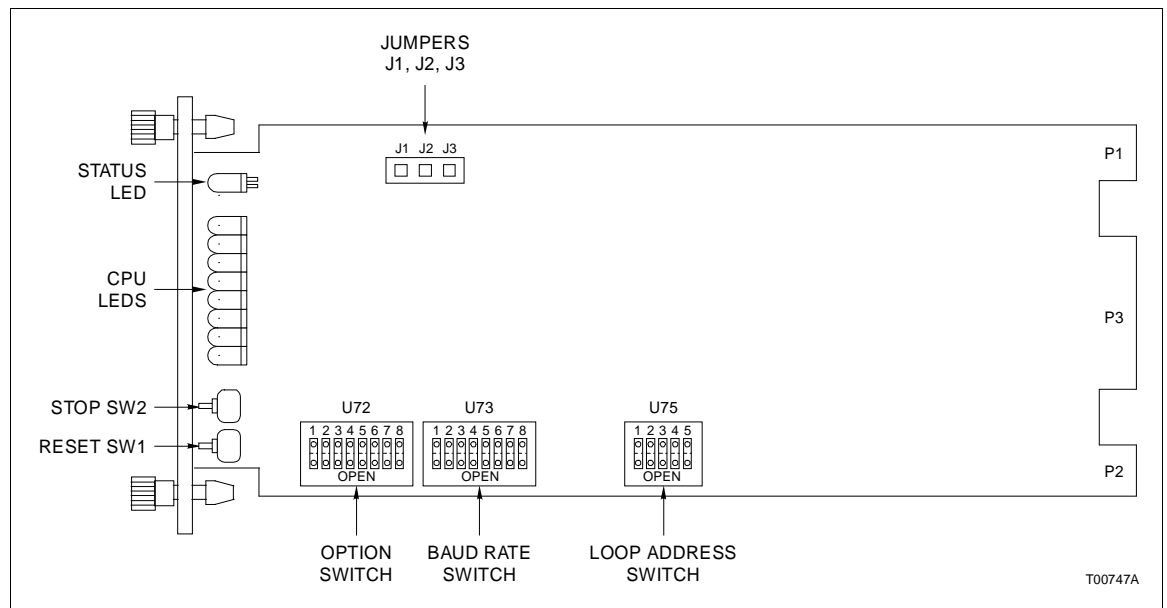 JUMPERS
J1, J2, J3
J1 J2 J3
P1
STATUS
LED
CPU
LEDS
P3
STOP SW2
RESET SW1
U72
1 2 3 4 5 6 7 8
OPEN
U73
1 2 3 4 5 6 7 8
OPEN
U75
1 2 3 4 5
OPEN
P2
OPTION
SWITCH
BAUD RATE
SWITCH
LOOP ADDRESS
SWITCH
T00747A